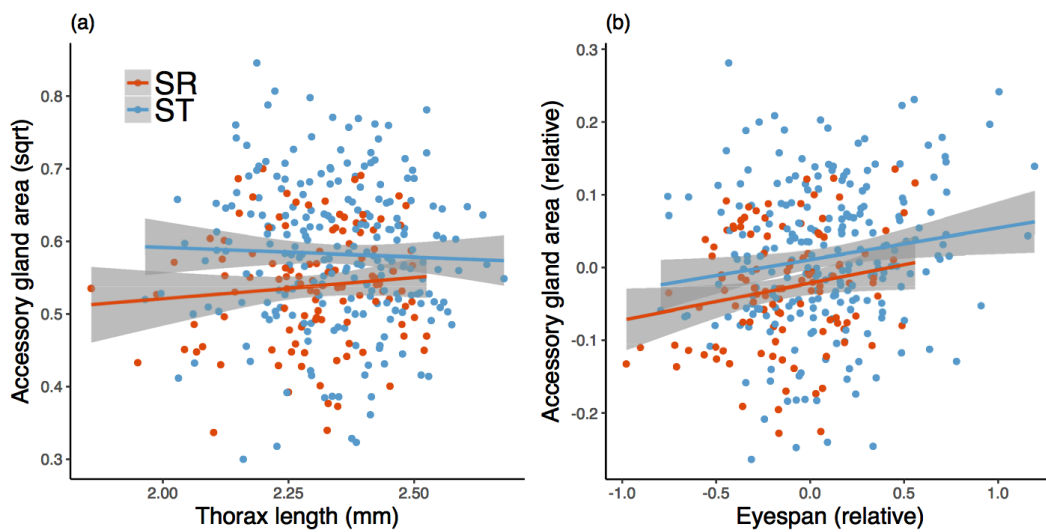 (a)
SR
ST
Accessory gland area (sqrt)
0.8
0.7
0.6
0.5
0.4
0.3
2.00 2.25 2.50
Thorax length (mm)
(b)
Accessory gland area (relative)
0.3
0.2
0.1
0.0
-0.1
-0.2
-1.0 -0.5 0.0 0.5 1.0
Eyespan (relative)